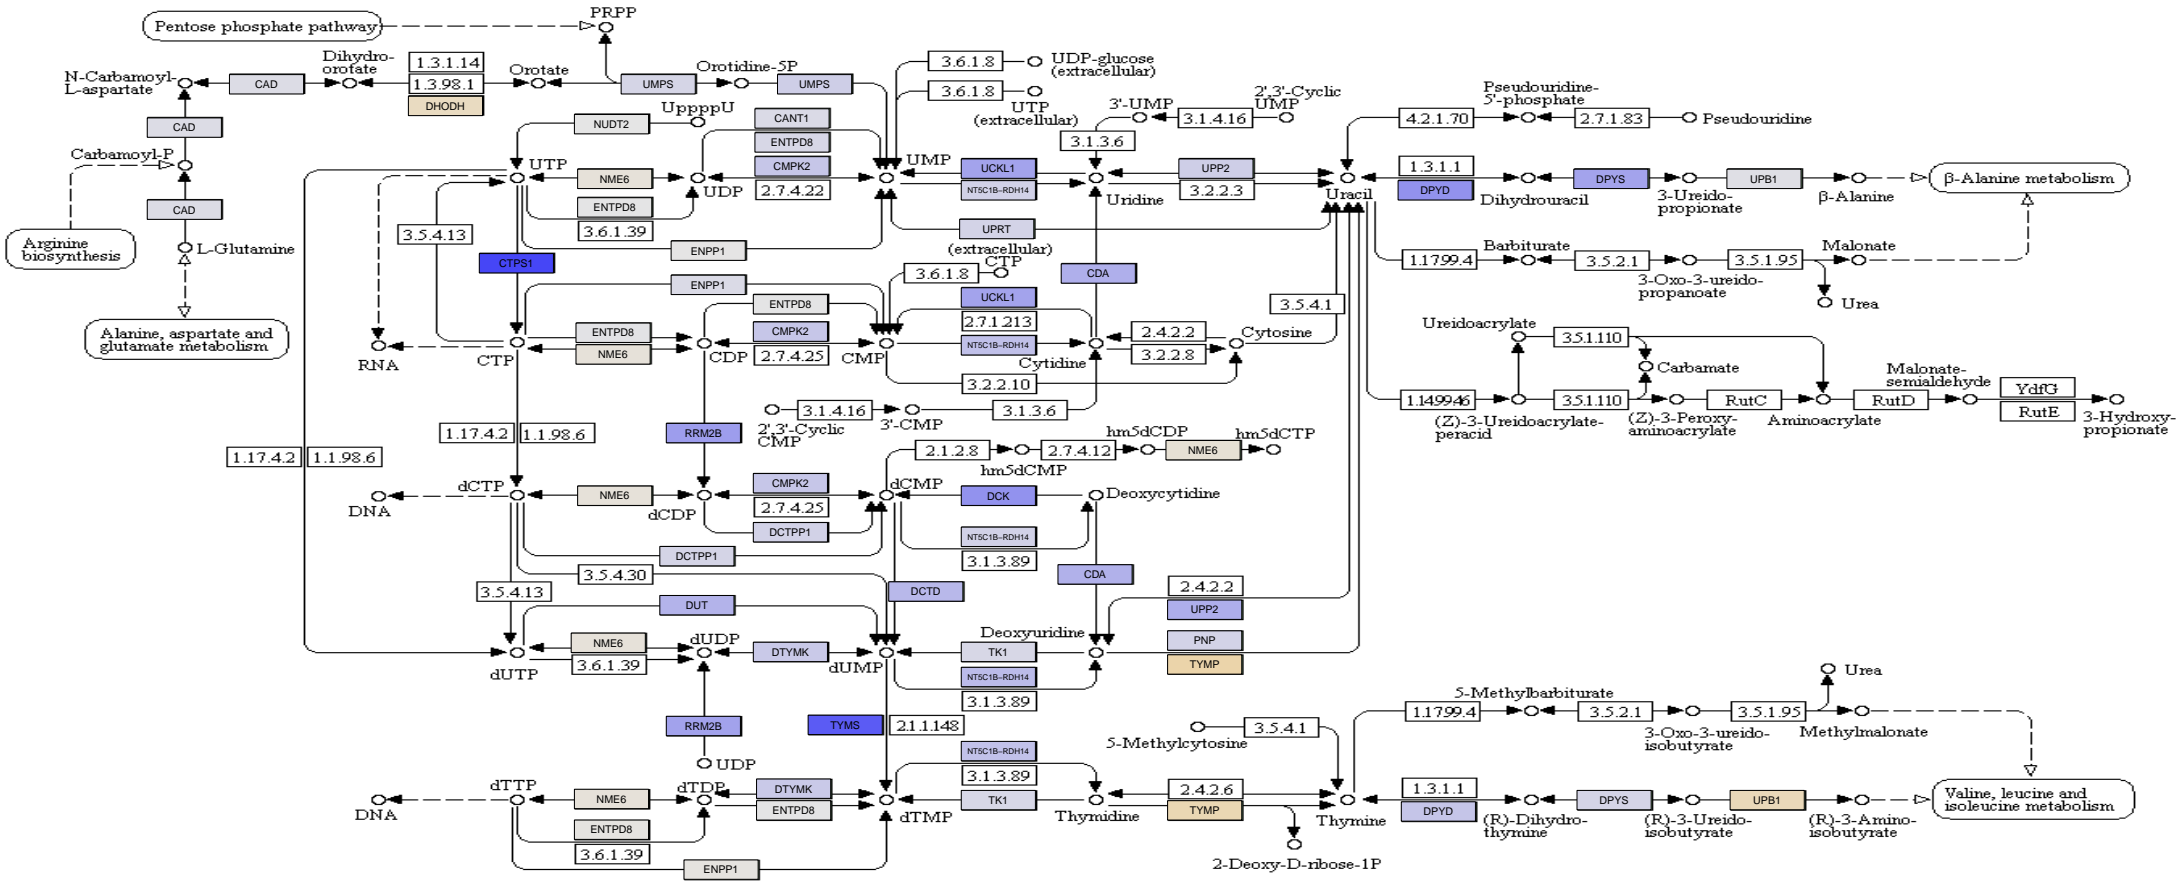 PRPP
Pentose phosphate pathway
N-Carbamoyl-
L-aspartate
CAD
Dihydro-
orotate
1.3.1.14
1.3.98.1
DHODH
Orotate
UMPS
Orotidine-5P
UMPS
3.6.1.8
UDP-glucose
(extracellular)
3.6.1.8
UTP
(extracellular)
3'-UMP
3.1.4.16
2',3'-Cyclic
UMP
3.1.3.6
Pseudouridine-
5'-phosphate
4.2.1.70
2.7.1.83
Pseudouridine
CAD
Carbamoyl-P
CAD
L-Glutamine
Arginine
biosynthesis
Alanine, aspartate and
glutamate metabolism
UppppU
NUDT2
CANT1
ENTPD8
CMPK2
2.7.4.22
UTP
NME6
UDP
ENTPD8
3.6.1.39
ENPP1
UMP
UCKL1
NT5C1B-RDH14
Uridine
UPP2
3.2.2.3
Uracil
UPRT
1.3.1.1
DPYD
Dihydrouracil
DPYS
3-Ureido-
propionate
UPB1
β-Alanine
β-Alanine metabolism
3.5.4.13
CTPS1
(extracellular)
CTP
3.6.1.8
CDA
3.5.4.1
Barbiturate
1.17.99.4
3.5.2.1
3-Oxo-3-ureido-
propanoate
3.5.1.95
Malonate
Urea
ENPP1
ENTPD8
UCKL1
2.7.1.213
NT5C1B-RDH14
RNA
CTP
ENTPD8
NME6
CDP
CMPK2
2.7.4.25
CMP
Cytidine
2.4.2.2
3.2.2.8
Cytosine
3.2.2.10
Ureidoacrylate
3.5.1.110
Carbamate
1.14.99.46
(Z)-3-Ureidoacrylate-
peracid
3.5.1.110
(Z)-3-Peroxy-
aminoacrylate
RutC
Aminoacrylate
RutD
Malonate-
semialdehyde
YdfG
RutE
3-Hydroxy-
propionate
2',3'-Cyclic
CMP
3.1.4.16
3'-CMP
3.1.3.6
1.17.4.2
1.1.98.6
1.17.4.2
1.1.98.6
RRM2B
2.1.2.8
hm5dCMP
2.7.4.12
hm5dCDP
NME6
hm5dCTP
DNA
dCTP
NME6
dCDP
CMPK2
2.7.4.25
DCTPP1
dCMP
DCK
Deoxycytidine
NT5C1B-RDH14
3.1.3.89
DCTPP1
3.5.4.30
3.5.4.13
DUT
DCTD
CDA
2.4.2.2
UPP2
PNP
TYMP
dUTP
NME6
3.6.1.39
dUDP
DTYMK
dUMP
Deoxyuridine
TK1
NT5C1B-RDH14
3.1.3.89
RRM2B
UDP
TYMS
2.1.1.148
5-Methylcytosine
3.5.4.1
5-Methylbarbiturate
1.17.99.4
3.5.2.1
3-Oxo-3-ureido-
isobutyrate
3.5.1.95
Urea
Methylmalonate
NT5C1B-RDH14
3.1.3.89
TK1
DNA
dTTP
NME6
dTDP
DTYMK
ENTPD8
dTMP
Thymidine
2.4.2.6
TYMP
2-Deoxy-D-ribose-1P
Thymine
1.3.1.1
DPYD
(R)-Dihydro-
thymine
DPYS
(R)-3-Ureido-
isobutyrate
UPB1
(R)-3-Amino-
isobutyrate
Valine, leucine and
isoleucine metabolism
ENTPD8
3.6.1.39
ENPP1